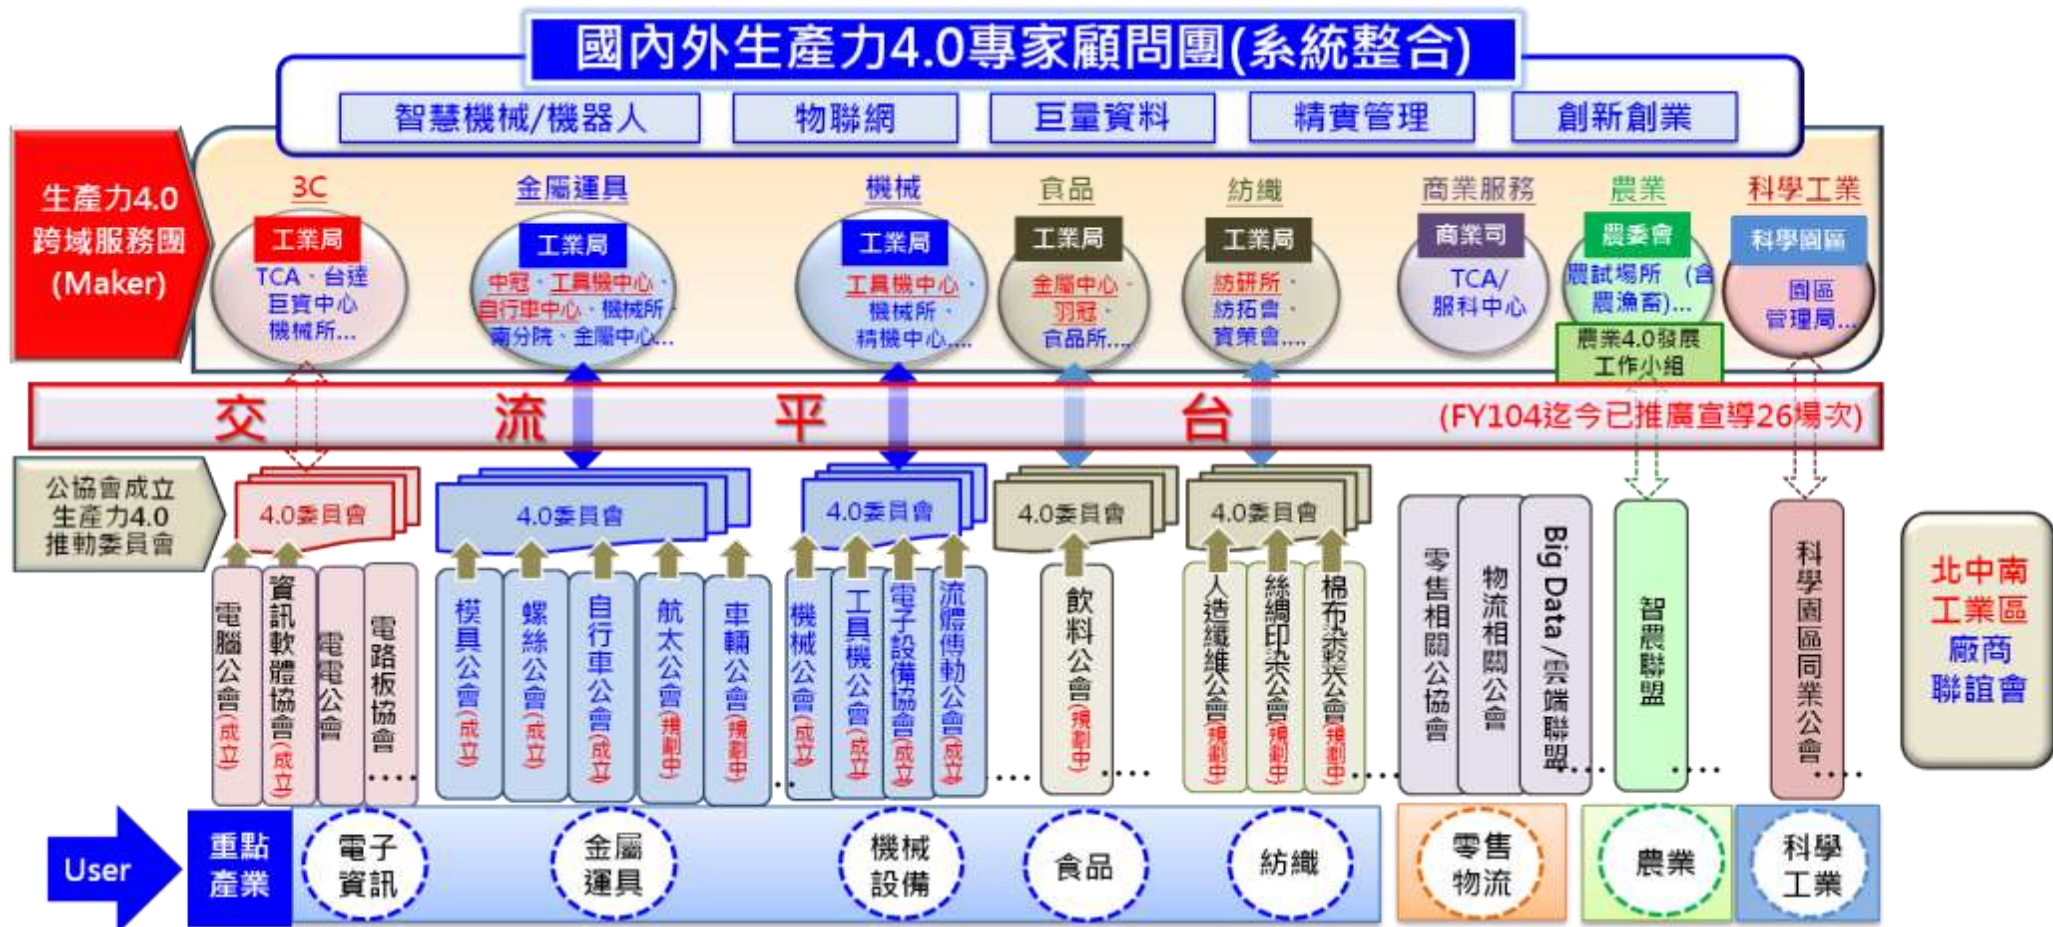 國內外生產力4.0專家顧問團(系統整合)
智慧機械/機器人
物聯網
巨量資料
精實管理
創新創業
生產力4.0
跨域服務團
(Maker)
3C
工業局
TCA、台達
巨資中心
機械所...
金屬運具
工業局
中冠、工具機中心、
自行車中心、機械所、
南分院、金屬中心...
機械
工業局
工具機中心、
機械所、
精機中心....
食品
工業局
金屬中心、
羽冠、
食品所....
紡織
工業局
紡研所、
紡拓會、
資策會....
商業服務
商業司
TCA/
服科中心
農業
農委會
農試場所 (含
農漁畜)...
農業4.0發展
工作小組
科學工業
科學園區
園區
管理局...
交流平台
(FY104迄今已推廣宣導26場次)
公協會成立
生產力4.0
推動委員會
4.0委員會
4.0委員會
4.0委員會
4.0委員會
4.0委員會
電腦公會(成立)
資訊軟體協會(成立)
電電公會
電路板協會
....
模具公會(成立)
螺絲公會(成立)
自行車公會(成立)
航太公會(規劃中)
車輛公會(規劃中)
..
機械公會(成立)
工具機公會(成立)
電子設備協會(成立)
流體傳動公會(成立)
....
飲料公會(規劃中)
....
人造纖維公會(規劃中)
絲綢印染公會(規劃中)
棉布染整公會(規劃中)
....
零售相關公協會
物流相關公會
Big Data/雲端聯盟
....
智農聯盟
....
科學園區同業公會
....
北中南
工業區
廠商
聯誼會
User
重點
產業
電子
資訊
金屬
運具
機械
設備
食品
紡織
零售
物流
農業
科學
工業